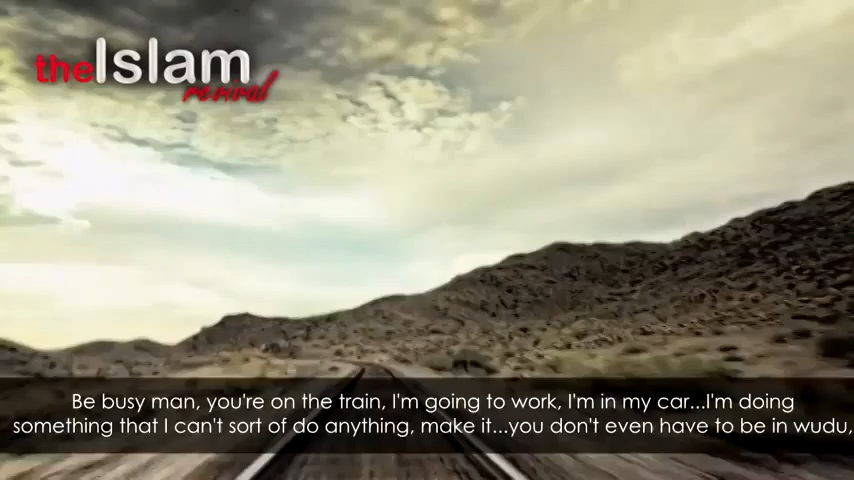 theIslam
revival
Be busy man, you're on the train, I'm going to work, I'm in my car...I'm doing
something that I can't sort of do anything, make it...you don't even have to be in wudu,